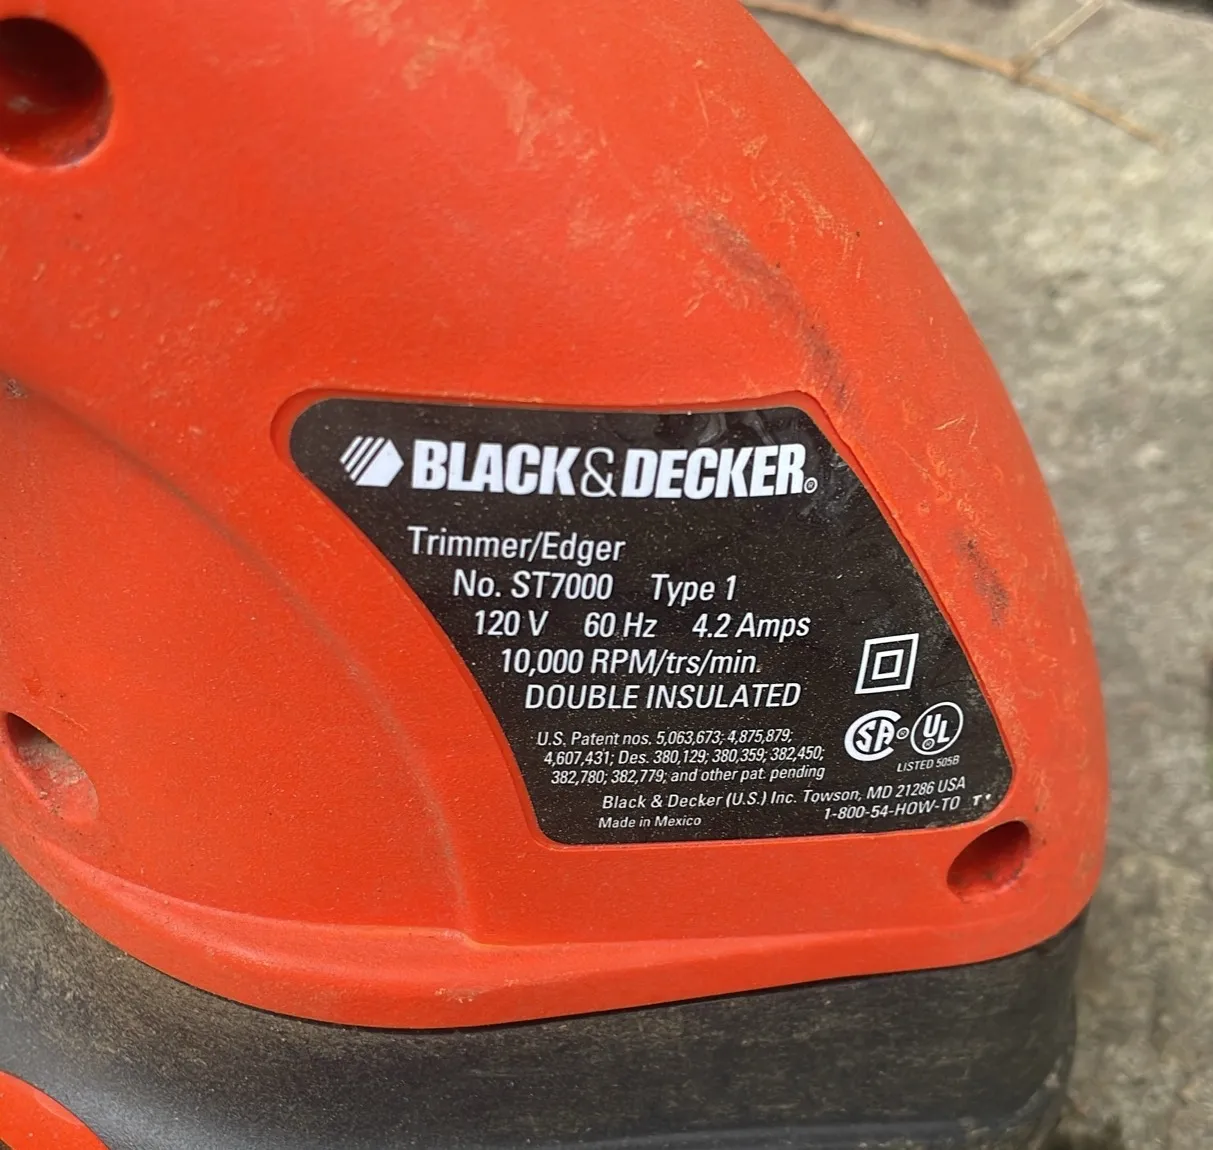 BLACK&DECKER®
Trimmer/Edger
No. ST7000 Type 1
120 V 60 Hz 4.2 Amps
10,000 RPM/trs/min.
DOUBLE INSULATED
U.S. Patent nos. 5,063,673; 4,875,879;
4,607,431; Des. 380,129; 380,359; 382,450;
382,780; 382,779; and other pat. pending
SA ® UL ®
LISTED 505B
Black & Decker (U.S.) Inc. Towson, MD 21286 USA
Made in Mexico 1-800-54-HOW-TO